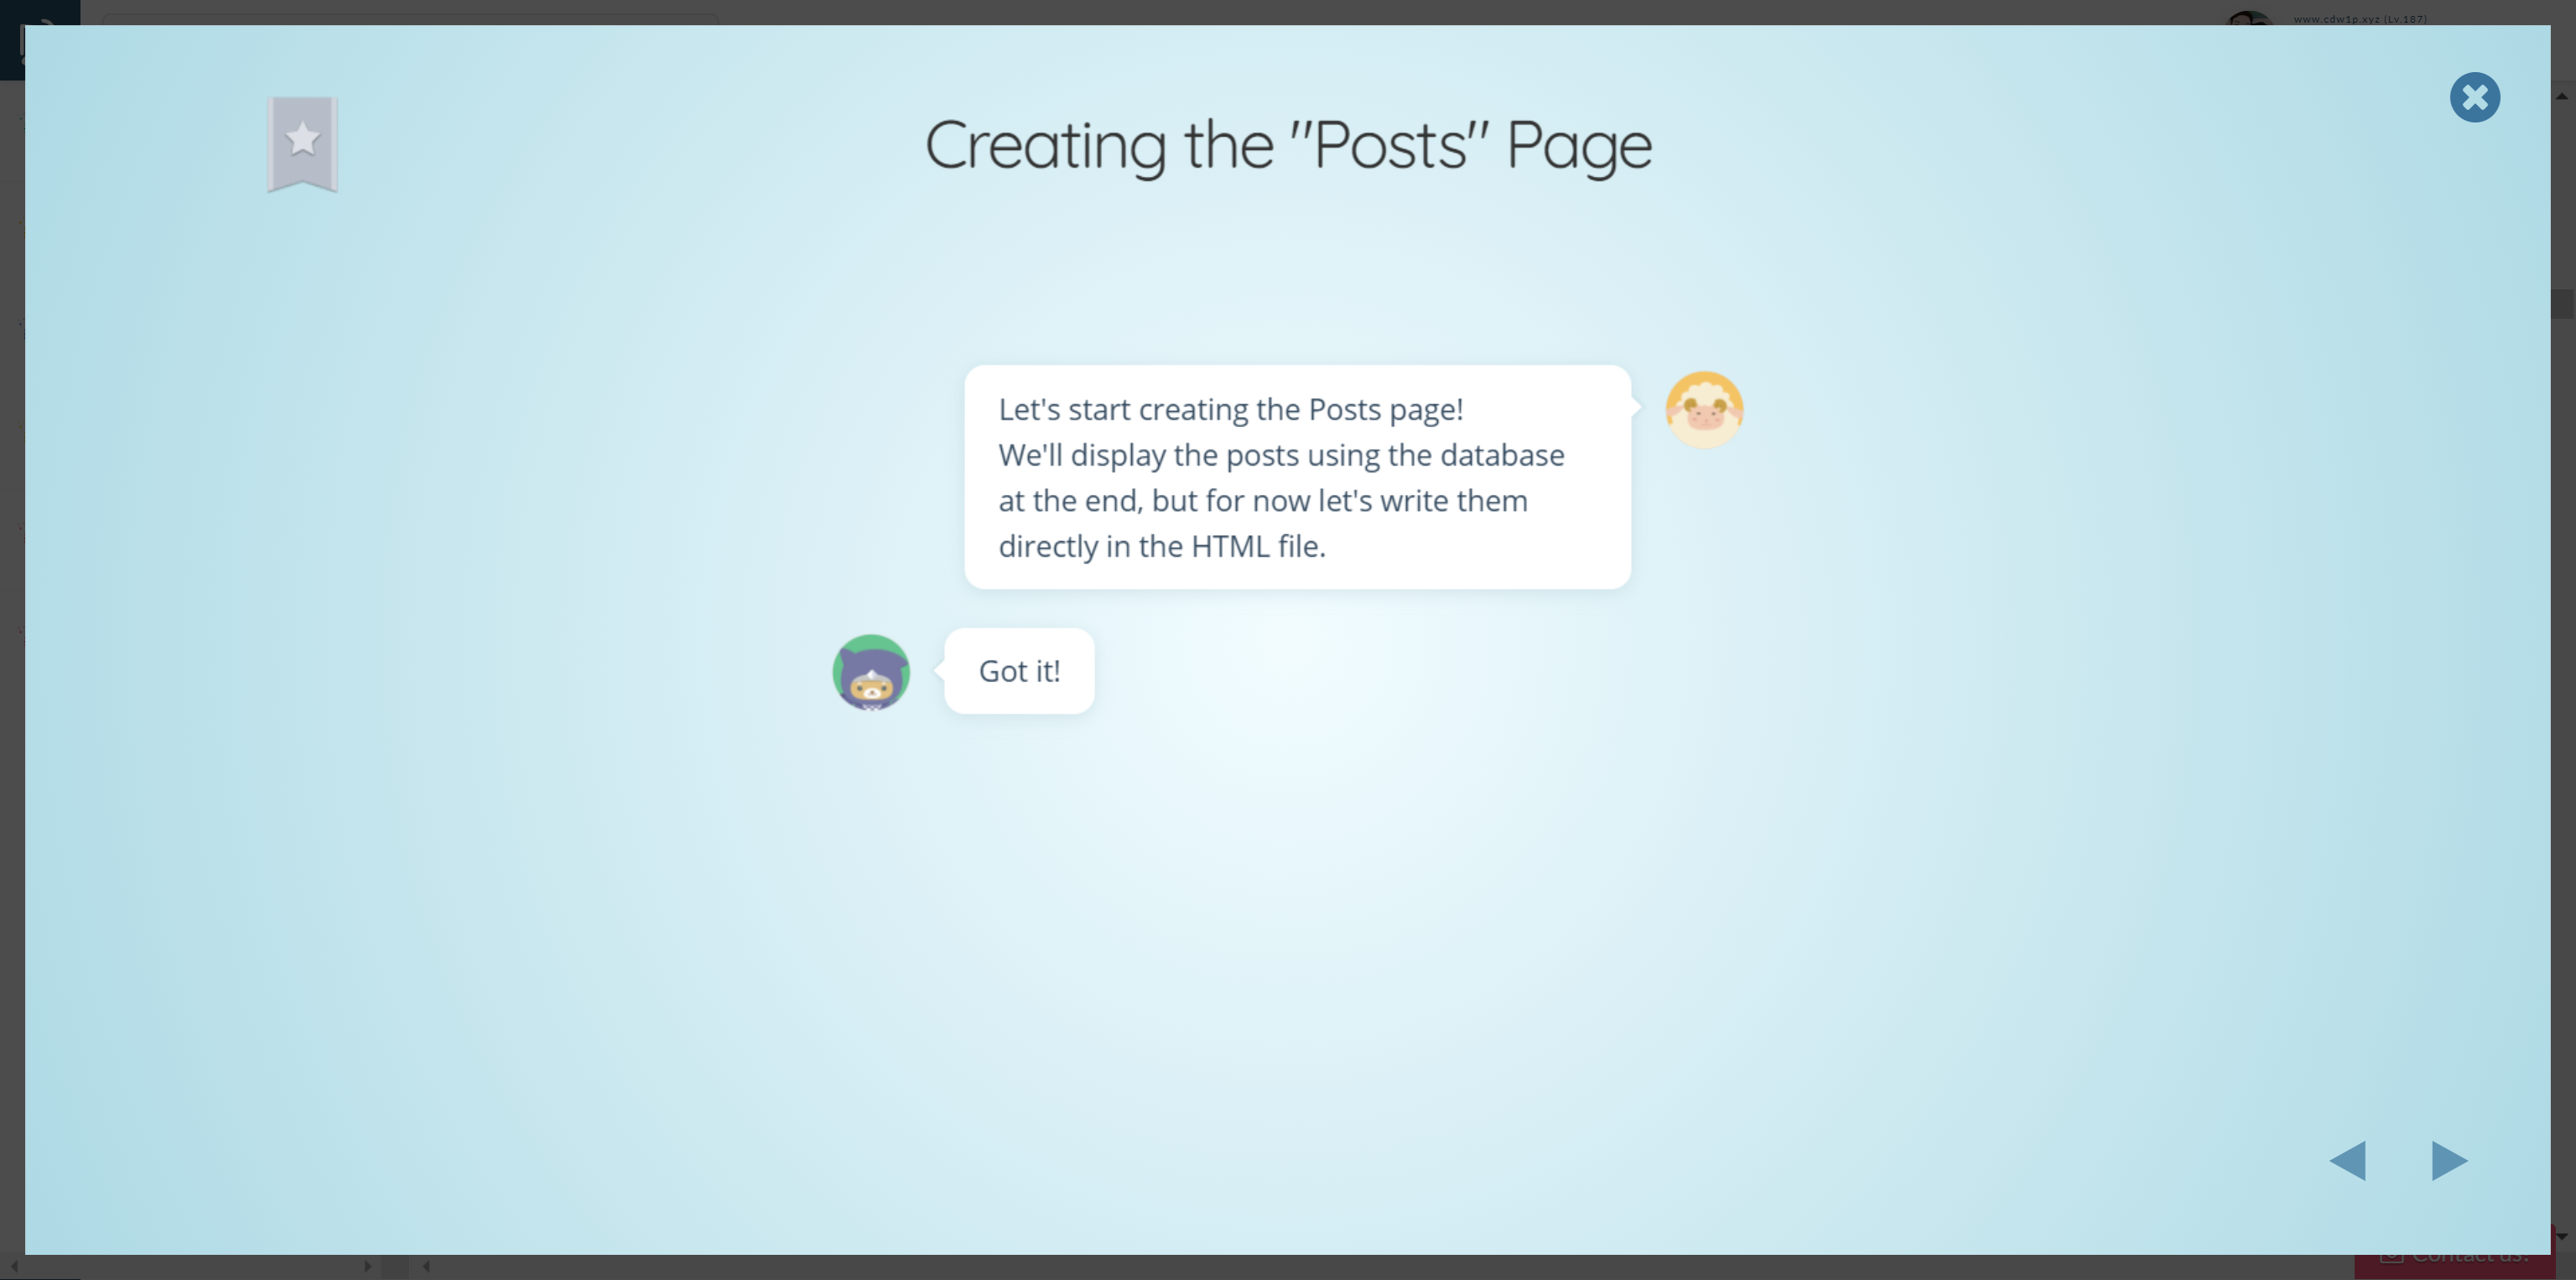 www.cdw1p.xyz (Lv.187)
Creating the "Posts" Page
Let's start creating the Posts page!
We'll display the posts using the database
at the end, but for now let's write them
directly in the HTML file.
Got it!
Contact us!